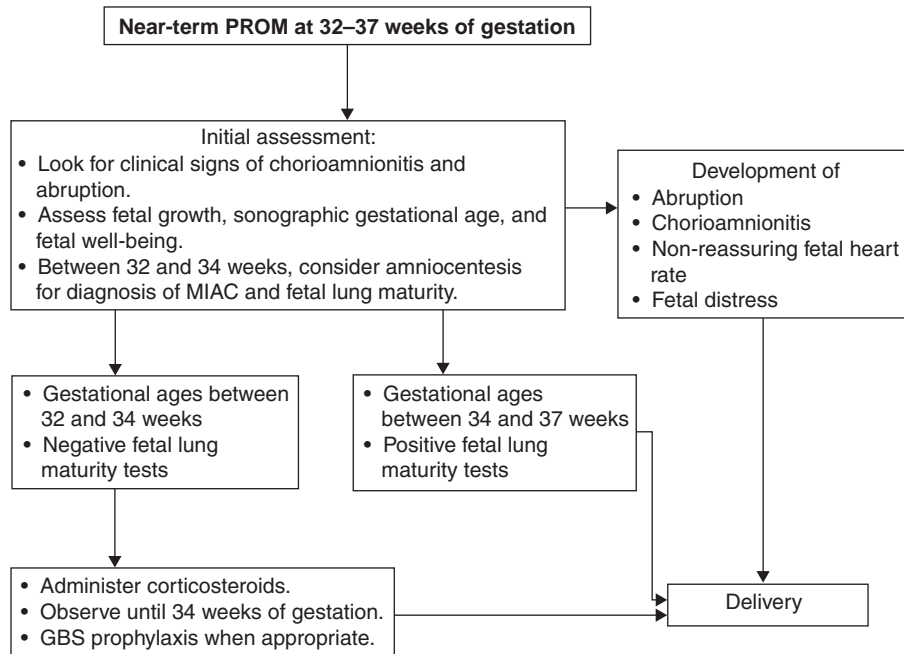 Near-term PROM at 32–37 weeks of gestation
Initial assessment:
• Look for clinical signs of chorioamnionitis and
abruption.
• Assess fetal growth, sonographic gestational age, and
fetal well-being.
• Between 32 and 34 weeks, consider amniocentesis
for diagnosis of MIAC and fetal lung maturity.
Development of
• Abruption
• Chorioamnionitis
• Non-reassuring fetal heart
rate
• Fetal distress
• Gestational ages between
32 and 34 weeks
• Negative fetal lung
maturity tests
• Gestational ages
between 34 and 37 weeks
• Positive fetal lung
maturity tests
• Administer corticosteroids.
• Observe until 34 weeks of gestation.
• GBS prophylaxis when appropriate.
Delivery